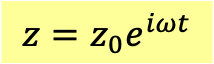 z = z₀e^{iωt}